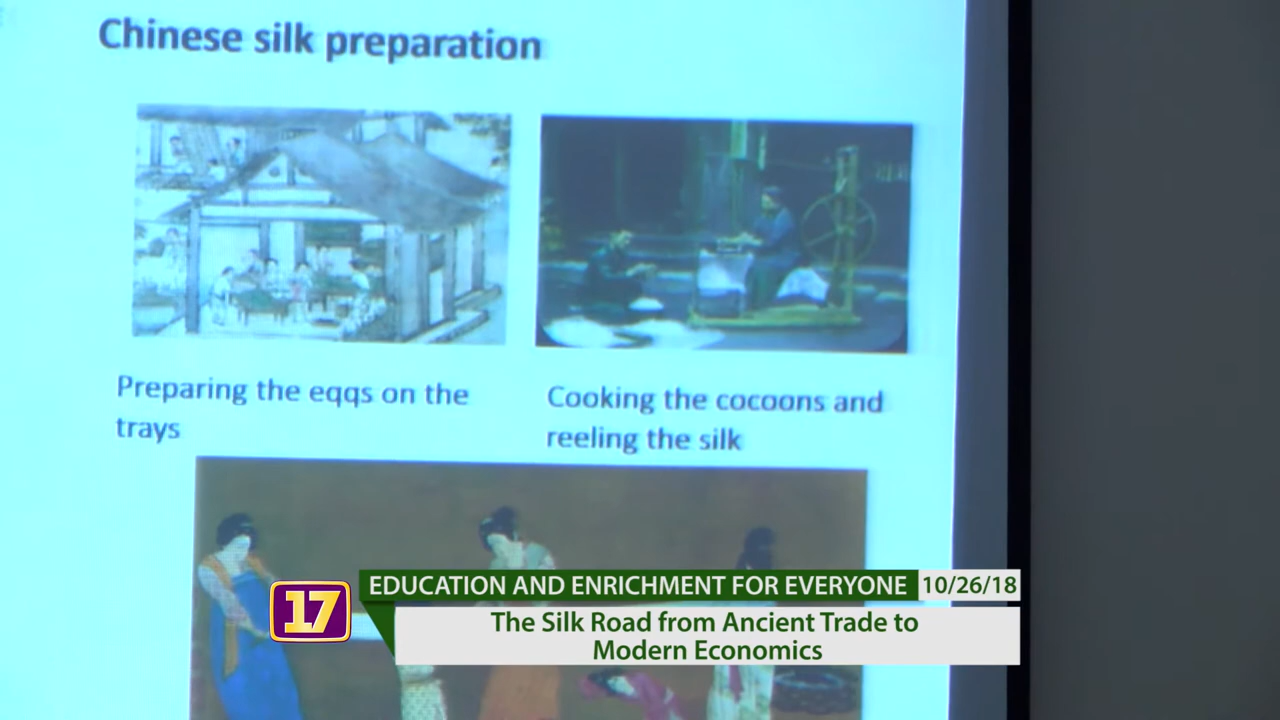 Chinese silk preparation
Preparing the eqqs on the
trays
Cooking the cocoons and
reeling the silk
17
EDUCATION AND ENRICHMENT FOR EVERYONE 10/26/18
The Silk Road from Ancient Trade to
Modern Economics